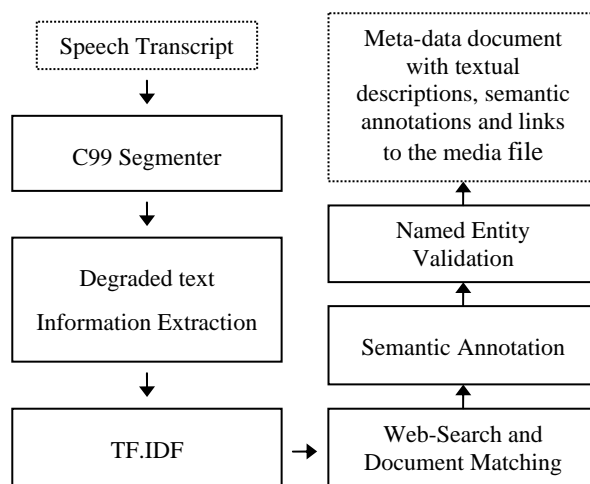 Speech Transcript
C99 Segmenter
Degraded text
Information Extraction
TF.IDF
Web-Search and
Document Matching
Semantic Annotation
Named Entity
Validation
Meta-data document
with textual
descriptions, semantic
annotations and links
to the media file